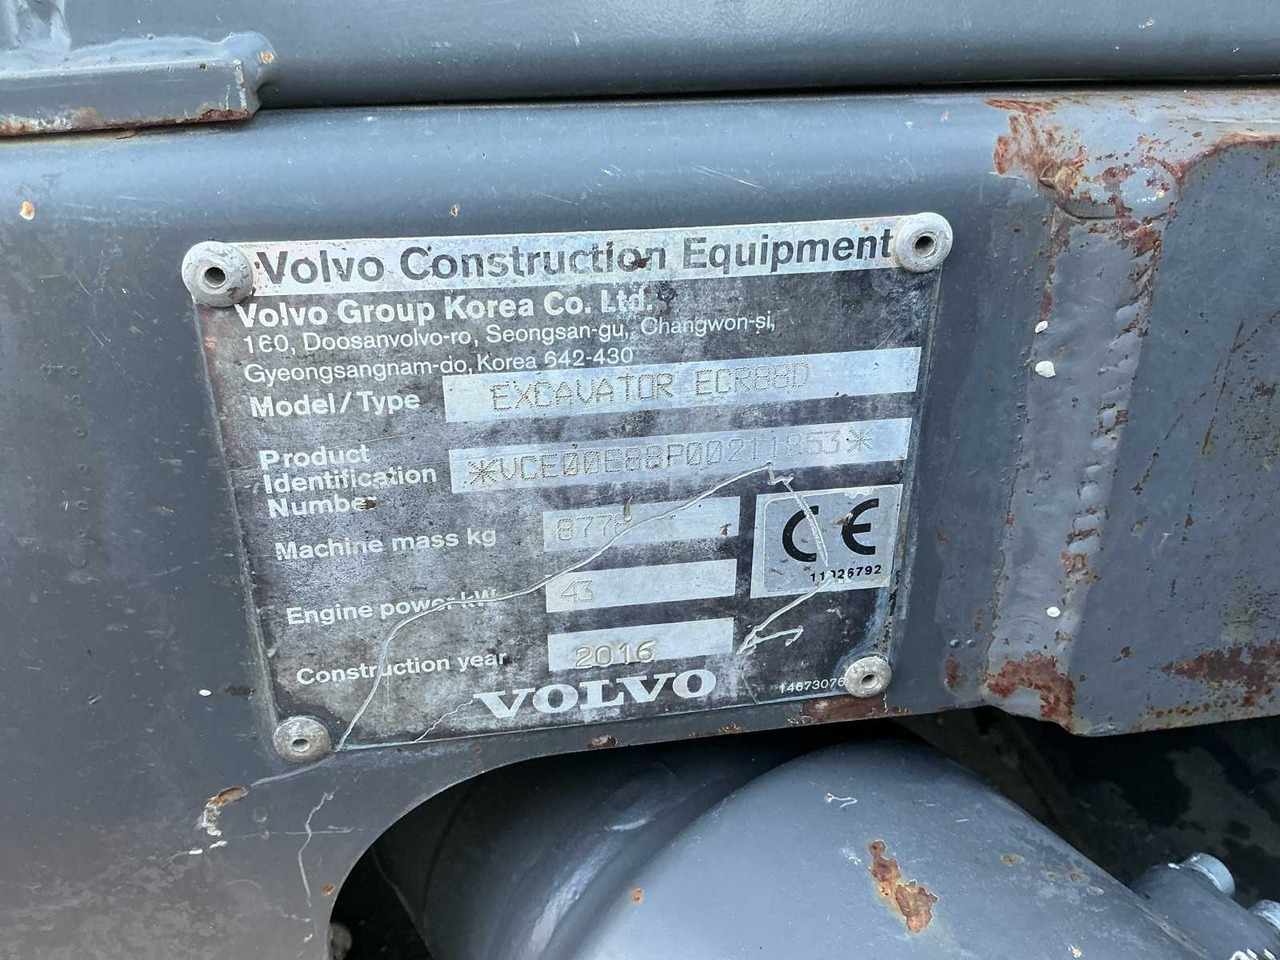 Volvo Construction Equipment
Volvo Group Korea Co. Ltd.
160, Doosanvolvo-ro, Seongsan-gu, Changwon-si,
Gyeongsangnam-do, Korea 642-430
Model/Type EXCAVATOR ECR88D
Product
Identification
Number
Machine mass kg
Engine power kW 43
Construction year 2016
CE
11026792
VOLVO